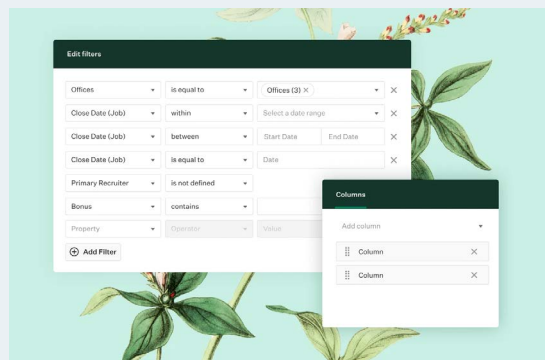 Edit filters
Offices is equal to Offices (3)
Close Date (Job) within Select a date range
Close Date (Job) between Start Date End Date
Close Date (Job) is equal to Date
Primary Recruiter is not defined
Bonus contains
Property Operator Value
Add Filter
Columns
Add column
Column
Column